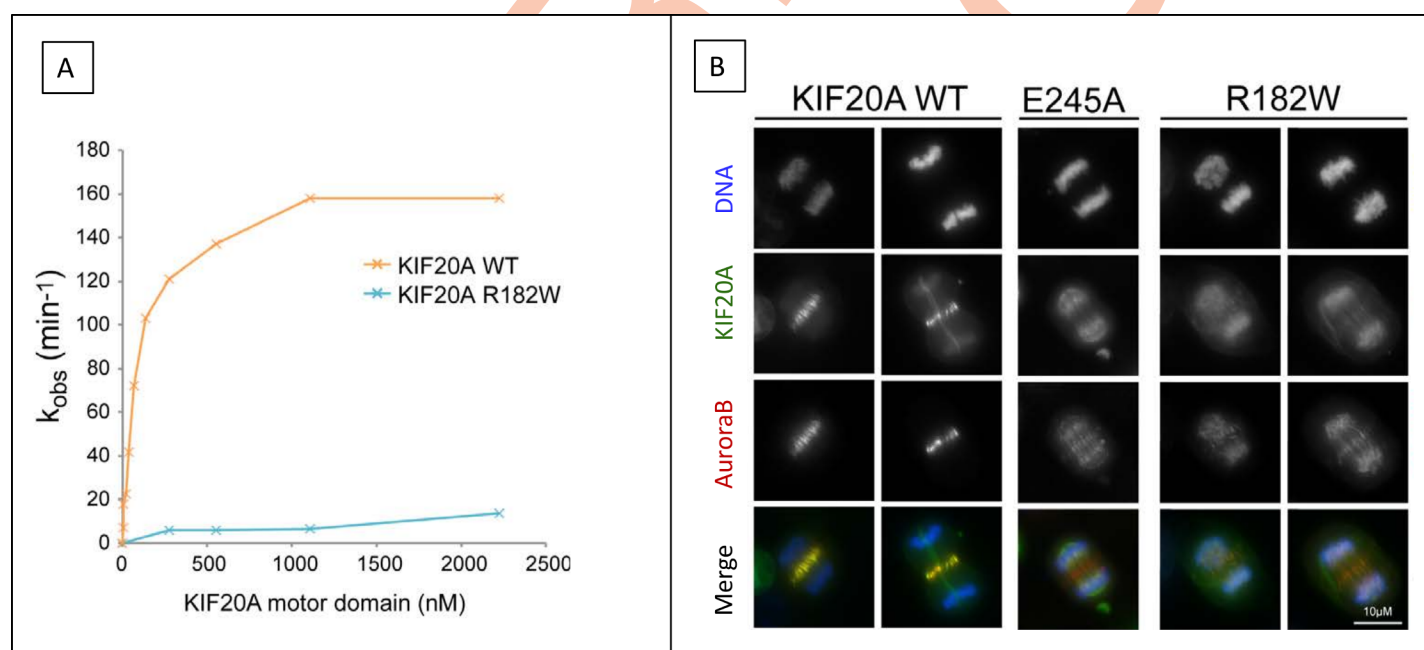 A
180
160
140
120
100
80
60
40
20
0
k_obs (min⁻¹)
0 500 1000 1500 2000 2500
KIF20A motor domain (nM)
KIF20A WT
KIF20A R182W
B
KIF20A WT E245A R182W
DNA
KIF20A
AuroraB
Merge
10µM